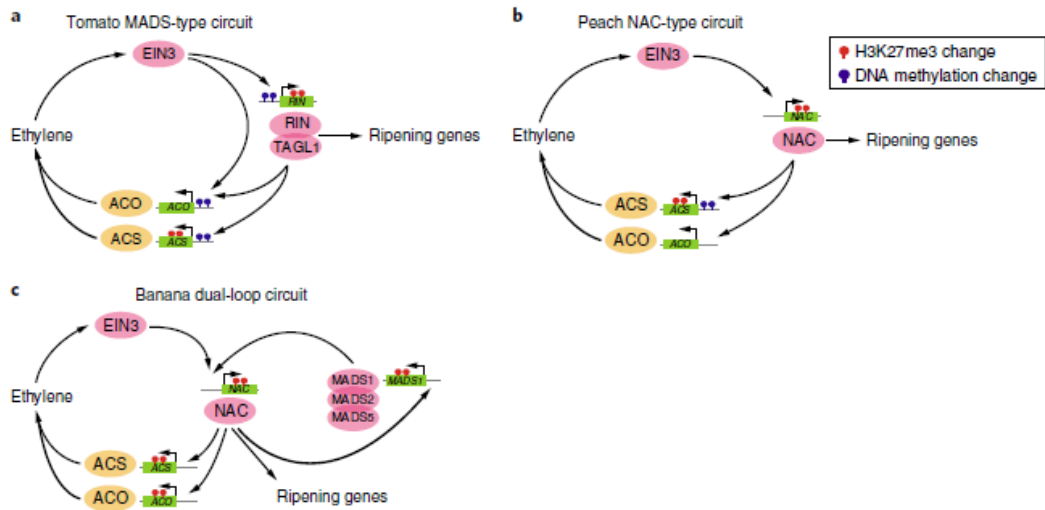 a
Tomato MADS-type circuit
EIN3
RIN
RIN
TAGL1
Ripening genes
Ethylene
ACO
ACO
ACS
ACS
b
Peach NAC-type circuit
EIN3
H3K27me3 change
DNA methylation change
NAC
NAC
Ripening genes
Ethylene
ACS
ACS
ACO
ACO
c
Banana dual-loop circuit
EIN3
NAC
NAC
MADS1
MADS1
MADS2
MADS5
Ethylene
ACS
ACS
ACO
ACO
Ripening genes